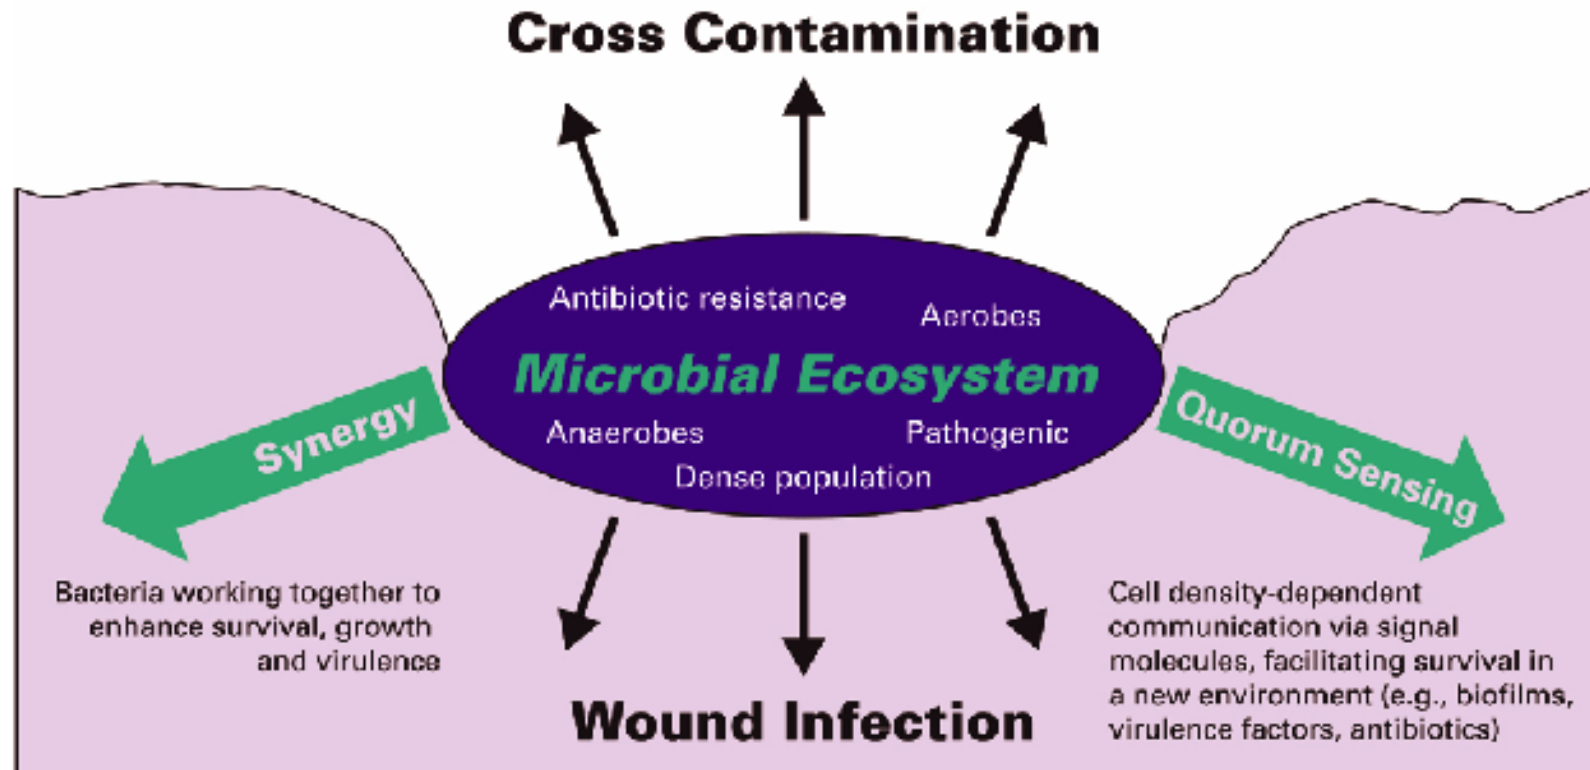 Cross Contamination
Antibiotic resistance
Aerobes
Microbial Ecosystem
Anaerobes
Pathogenic
Dense population
Synergy
Quorum Sensing
Bacteria working together to
enhance survival, growth
and virulence
Cell density-dependent
communication via signal
molecules, facilitating survival in
a new environment (e.g., biofilms,
virulence factors, antibiotics)
Wound Infection